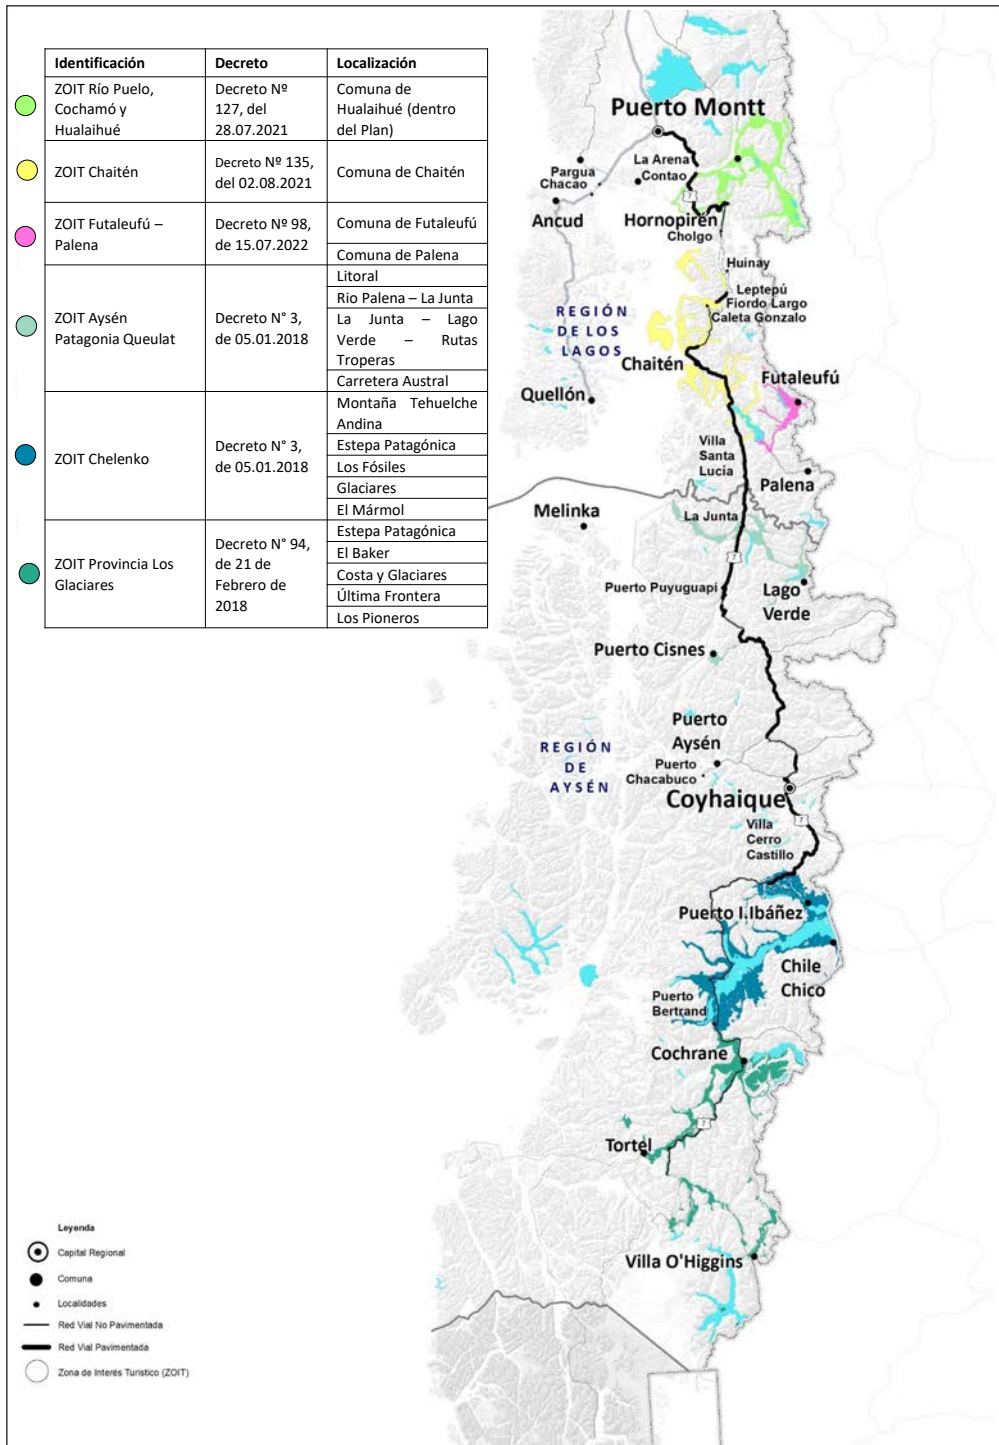 Identificación Decreto Localización
ZOIT Río Puelo,
Cochamó y
Hualaihué
Decreto Nº
127, del
28.07.2021
Comuna de
Hualaihué (dentro
del Plan)
ZOIT Chaitén
Decreto Nº 135,
del 02.08.2021
Comuna de Chaitén
ZOIT Futaleufú –
Palena
Decreto Nº 98,
de 15.07.2022
Comuna de Futaleufú
Comuna de Palena
ZOIT Aysén
Patagonia Queulat
Decreto N° 3,
de 05.01.2018
Litoral
Rio Palena – La Junta
La Junta – Lago
Verde – Rutas
Troperas
Carretera Austral
ZOIT Chelenko
Decreto N° 3,
de 05.01.2018
Montaña Tehuelche
Andina
Estepa Patagónica
Los Fósiles
Glaciares
El Mármol
ZOIT Provincia Los
Glaciares
Decreto N° 94,
de 21 de
Febrero de
2018
Estepa Patagónica
El Baker
Costa y Glaciares
Última Frontera
Los Pioneros
Puerto Montt
La Arena
Contao
Pargua
Chacao
Ancud
7
Hornopirén
Cholgo
Huinay
Leptepú
Fiordo Largo
Caleta Gonzalo
REGIÓN
DE LOS
LAGOS
Chaitén
Futaleufú
Quellón
Villa
Santa
Lucía
Palena
Melinka
La Junta
7
Puerto Puyuguapi
Lago
Verde
Puerto Cisnes
Puerto
Aysén
REGIÓN
DE
AYSÉN
Puerto
Chacabuco
Coyhaique
7
Villa
Cerro
Castillo
Puerto I.Ibáñez
Chile
Chico
Puerto
Bertrand
Cochrane
7
Tortel
Villa O'Higgins
Leyenda
Capital Regional
Comuna
Localidades
Red Vial No Pavimentada
Red Vial Pavimentada
Zona de Interés Turístico (ZOIT)